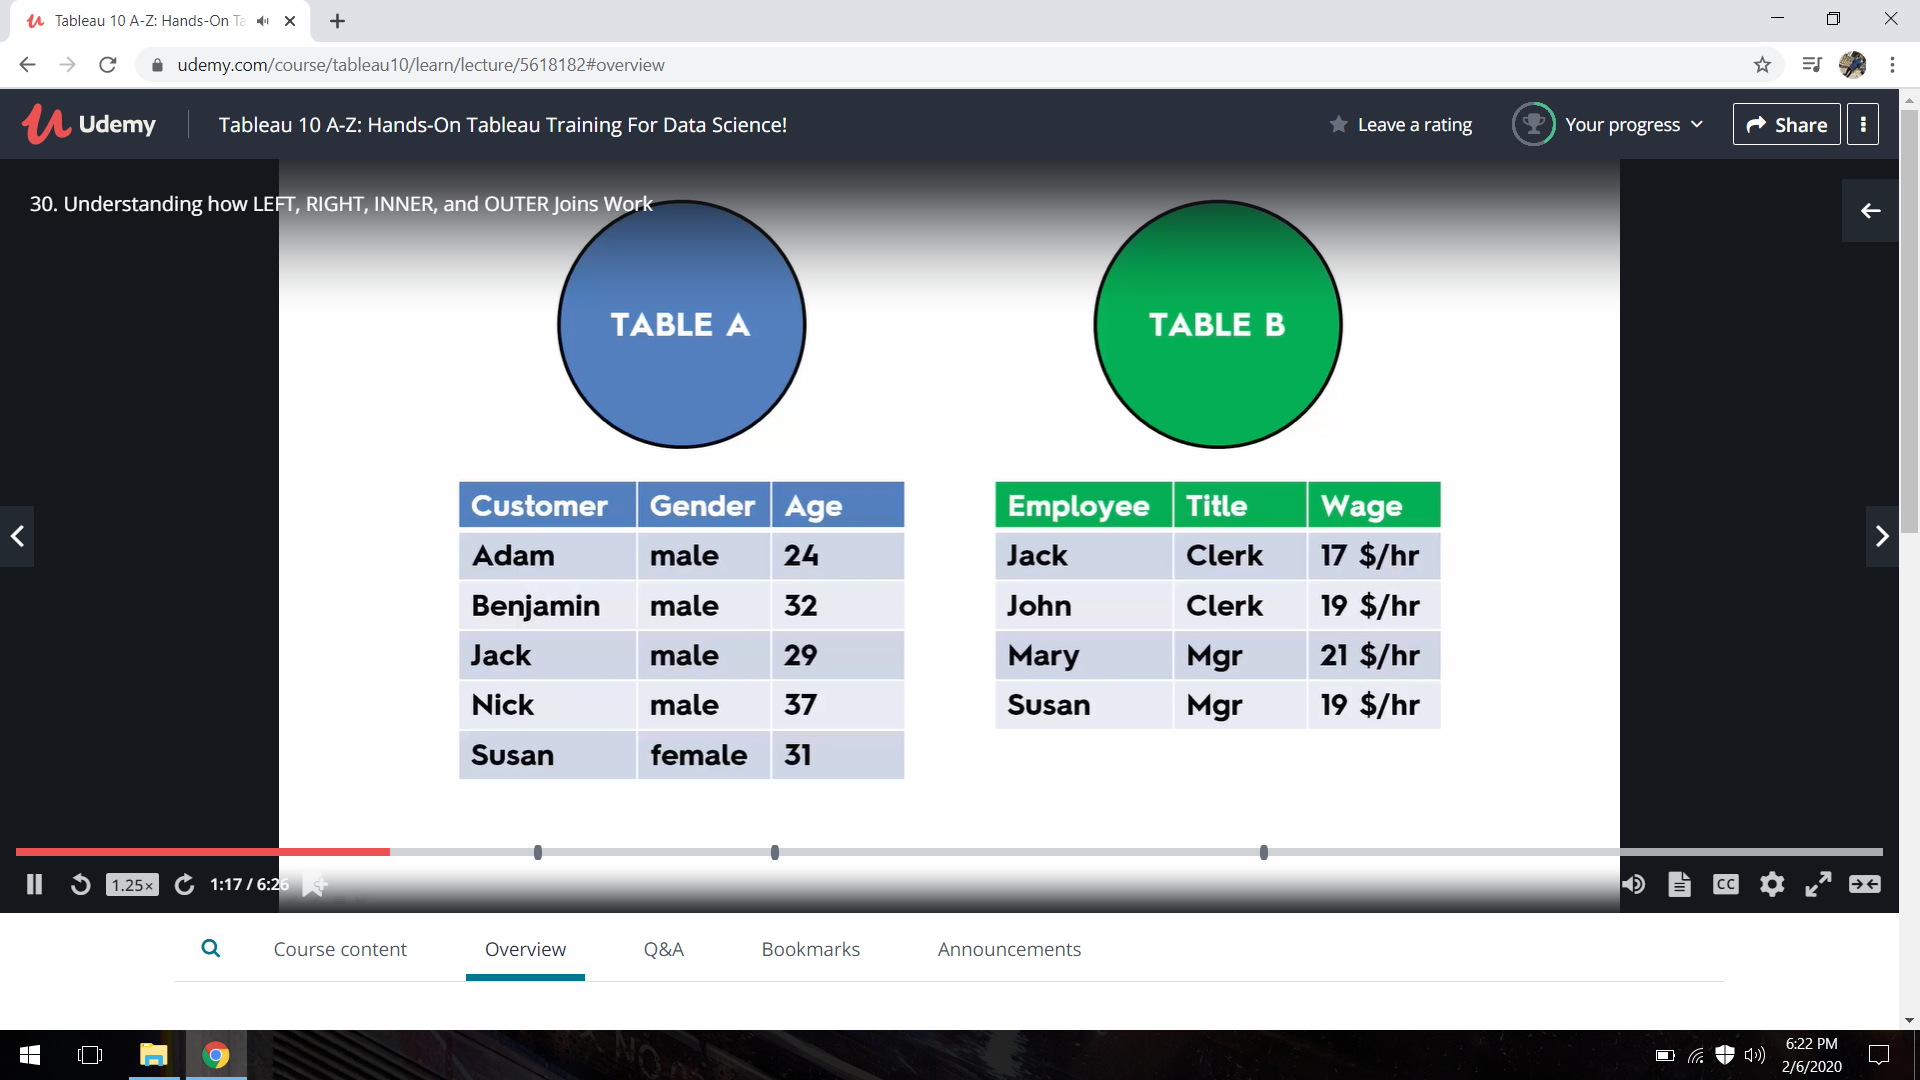 Tableau 10 A-Z: Hands-On Ta
udemy.com/course/tableau10/learn/lecture/5618182#overview
Udemy
Tableau 10 A-Z: Hands-On Tableau Training For Data Science!
Leave a rating
Your progress
Share
30. Understanding how LEFT, RIGHT, INNER, and OUTER Joins Work
TABLE A
TABLE B
Customer Gender Age
Adam male 24
Benjamin male 32
Jack male 29
Nick male 37
Susan female 31
Employee Title Wage
Jack Clerk 17 $/hr
John Clerk 19 $/hr
Mary Mgr 21 $/hr
Susan Mgr 19 $/hr
1.25×
1:17 / 6:26
CC
Course content
Overview
Q&A
Bookmarks
Announcements
6:22 PM
2/6/2020